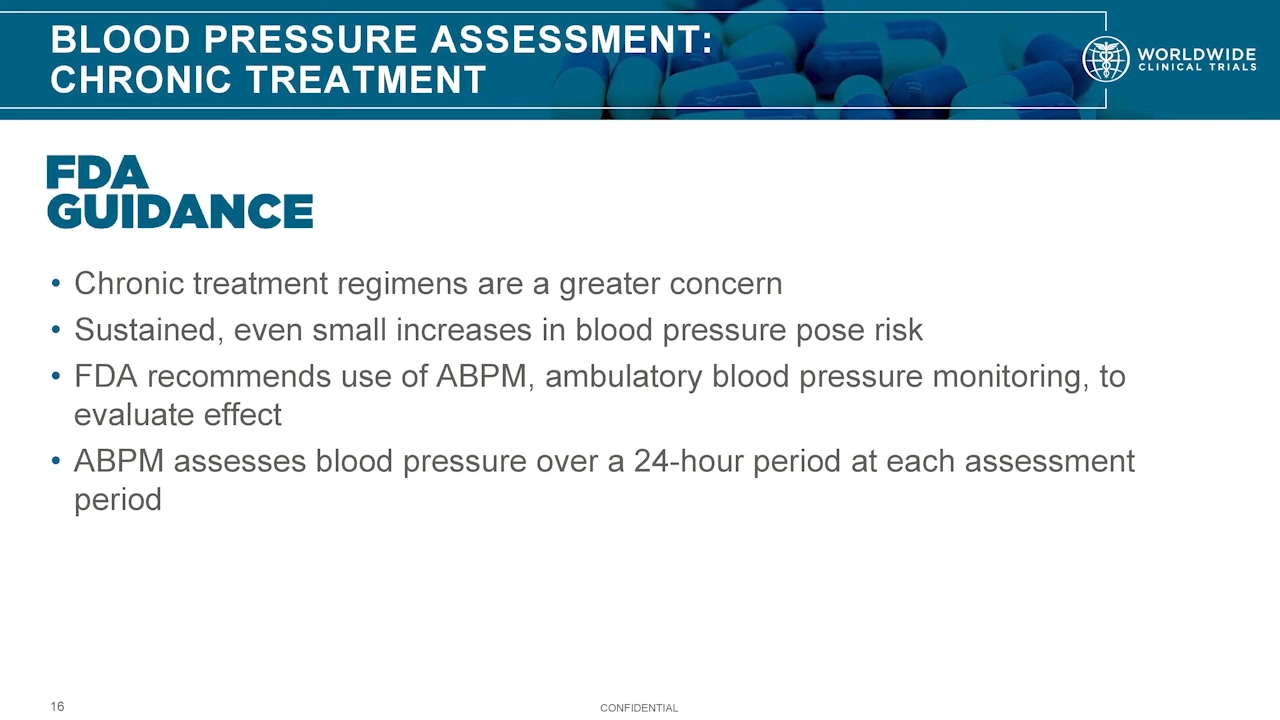 BLOOD PRESSURE ASSESSMENT:
CHRONIC TREATMENT
WORLDWIDE
CLINICAL TRIALS
FDA
GUIDANCE
• Chronic treatment regimens are a greater concern
• Sustained, even small increases in blood pressure pose risk
• FDA recommends use of ABPM, ambulatory blood pressure monitoring, to
evaluate effect
• ABPM assesses blood pressure over a 24-hour period at each assessment
period
16
CONFIDENTIAL